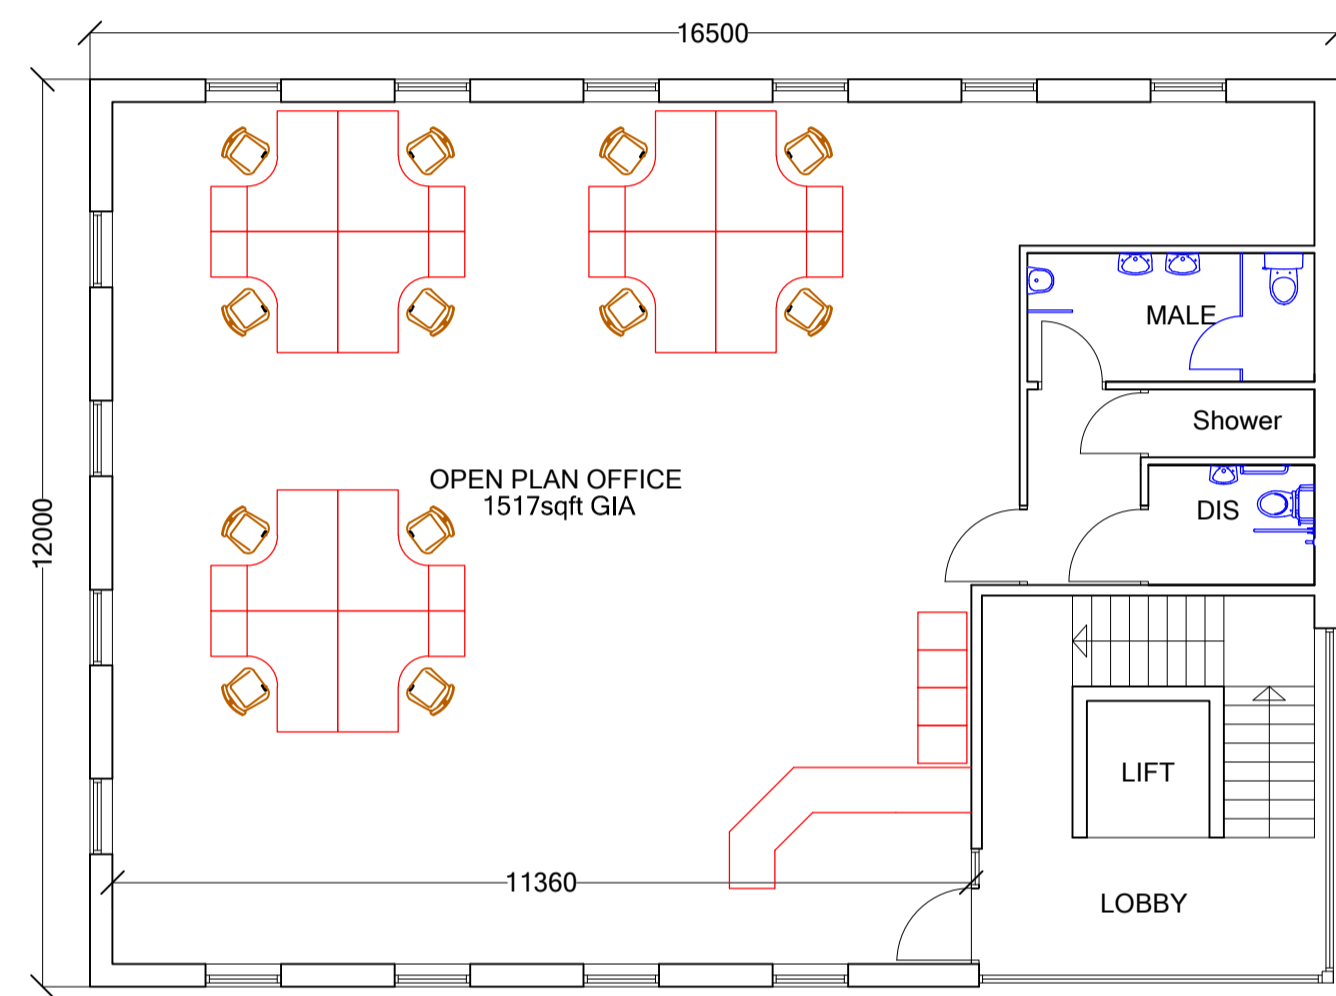 16500
MALE
Shower
OPEN PLAN OFFICE
1517sqft GIA
DIS
12000
LIFT
11360
LOBBY